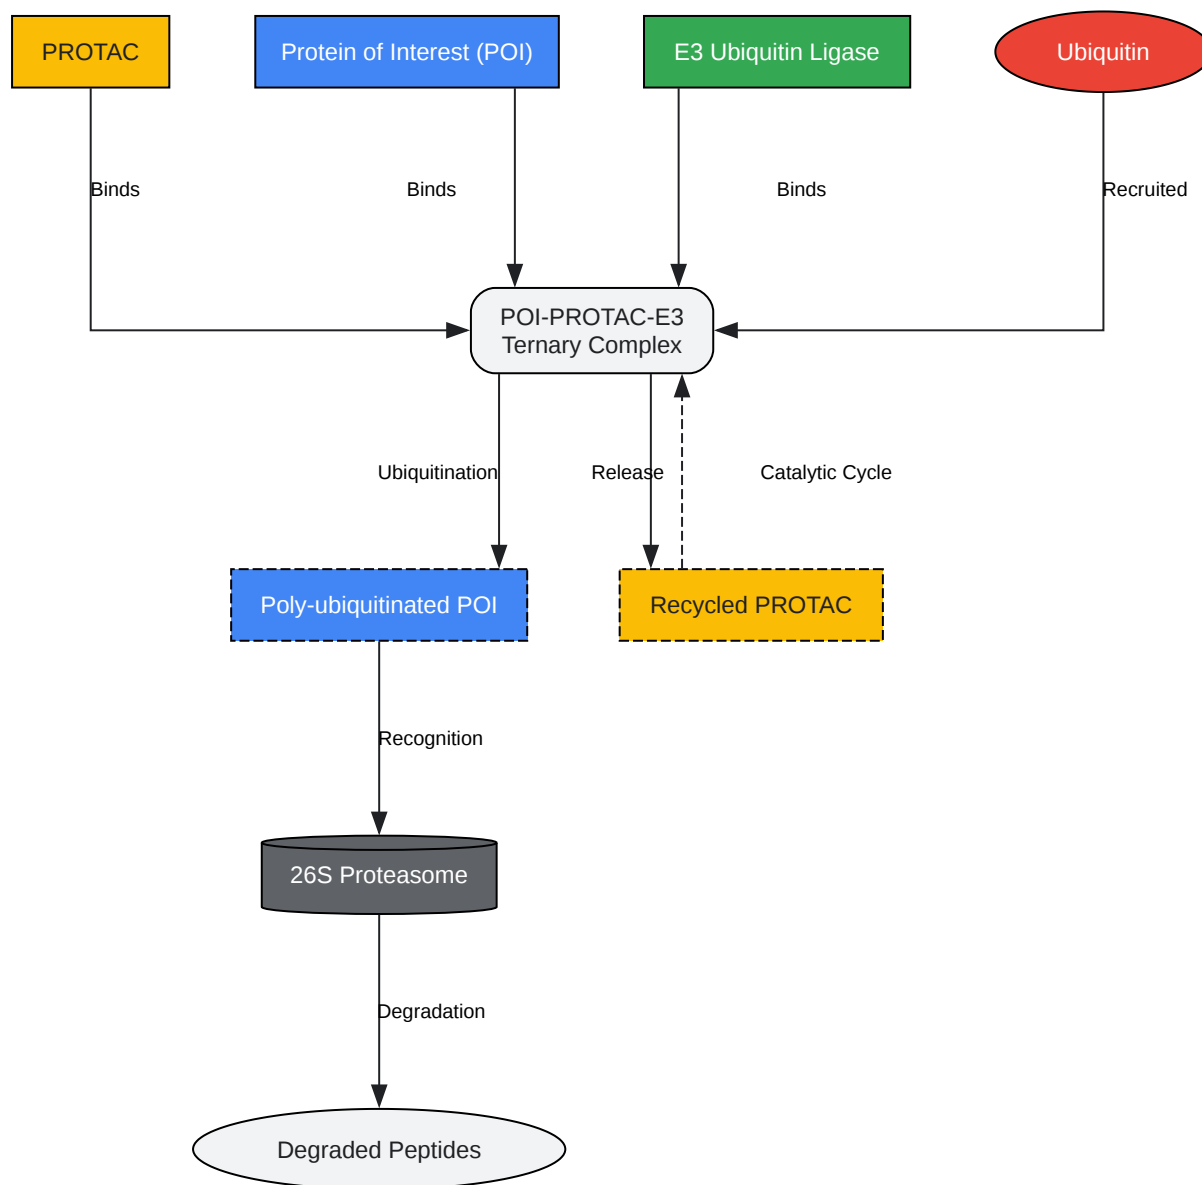 PROTAC
Protein of Interest (POI)
E3 Ubiquitin Ligase
Ubiquitin
Binds
Binds
Binds
Recruited
POI-PROTAC-E3
Ternary Complex
Ubiquitination
Release
Catalytic Cycle
Poly-ubiquitinated POI
Recycled PROTAC
Recognition
26S Proteasome
Degradation
Degraded Peptides